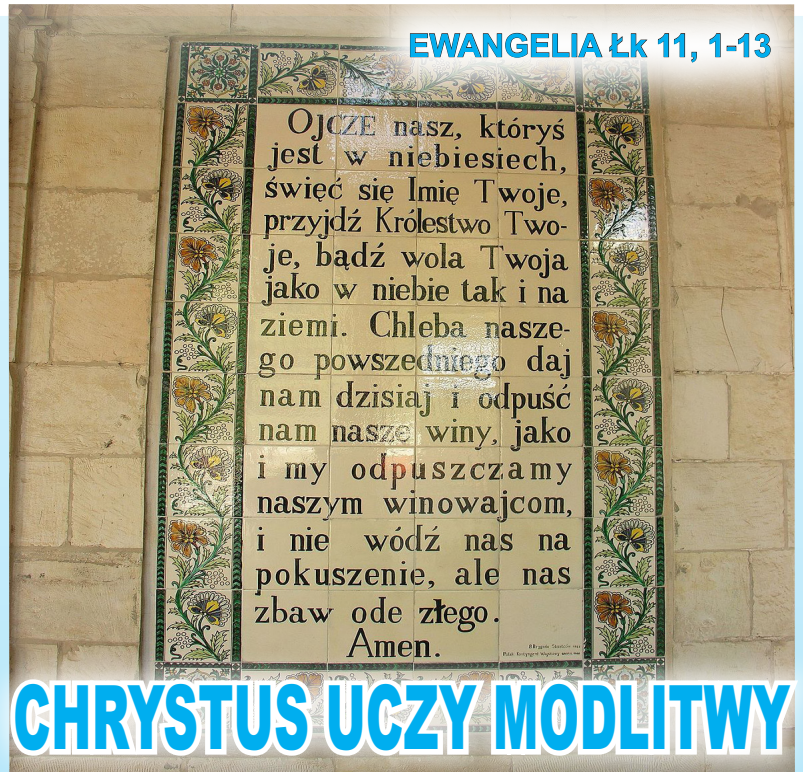 EWANGELIA Łk 11, 1-13
OJCZE nasz, któryś
jest w niebiesiech,
święć się Imię Twoje,
przyjdź Królestwo Two-
je, bądź wola Twoja
jako w niebie tak i na
ziemi. Chleba nasze-
go powszedniego daj
nam dzisiaj i odpuść
nam nasze winy, jako
i my odpuszczamy
naszym winowajcom,
i nie wódź nas na
pokuszenie, ale nas
zbaw ode złego.
Amen.
CHRYSTUS UCZY MODLITWY